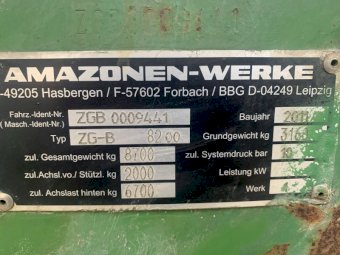 AMAZONEN-WERKE
-49205 Hasbergen / F-57602 Forbach / BBG D-04249 Leipzig
Fahrz.-Ident-Nr. ZGB 0009441 Baujahr
(Masch.-Ident-Nr.)
Typ ZG-B 8200 Grundgewicht kg
zul. Gesamtgewicht kg 8700 zul. Systemdruck bar
zul. Achsl.vo./ Stützl. kg 2000 Leistung kW
zul. Achslast hinten kg 6700 Werk